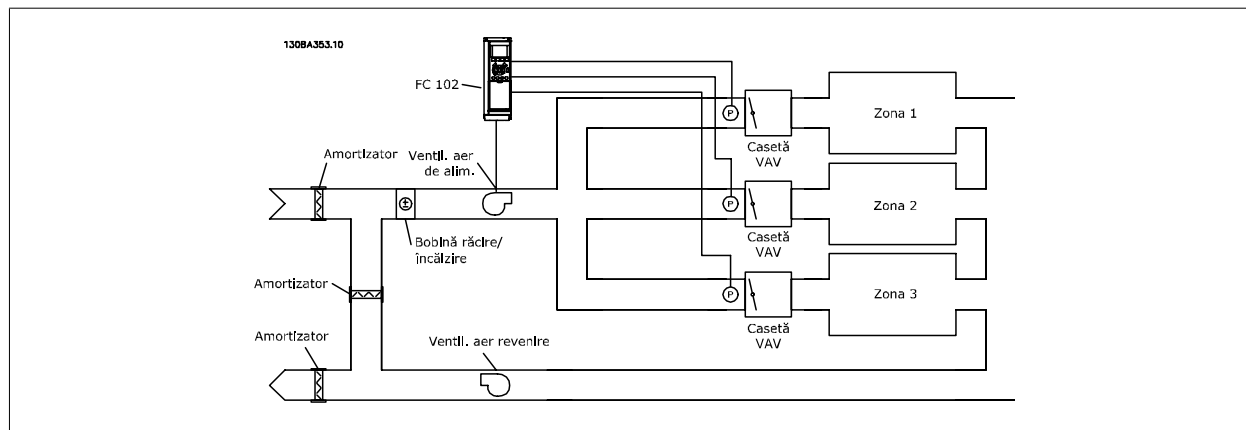 130BA353.10
FC 102
Amortizator
Ventil. aer
de alim.
P
Casetă
VAV
Zona 1
P
Casetă
VAV
Zona 2
Bobină răcire/
încălzire
Amortizator
P
Casetă
VAV
Zona 3
Amortizator
Ventil. aer revenire